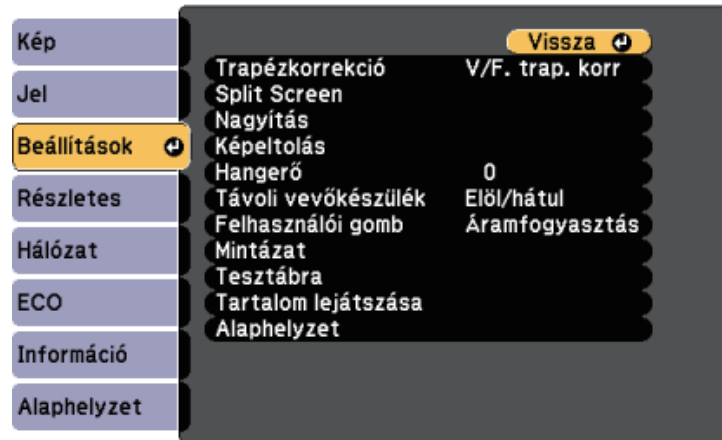 Kép
Jel
Beállítások
Részletes
Hálózat
ECO
Információ
Alaphelyzet
Vissza
Trapézkorrekció V/F. trap. korr
Split Screen
Nagyítás
Képeltolás
Hangerő 0
Távoli vevőkészülék Elöl/hátul
Felhasználói gomb Áramfogyasztás
Mintázat
Tesztábra
Tartalom lejátszása
Alaphelyzet